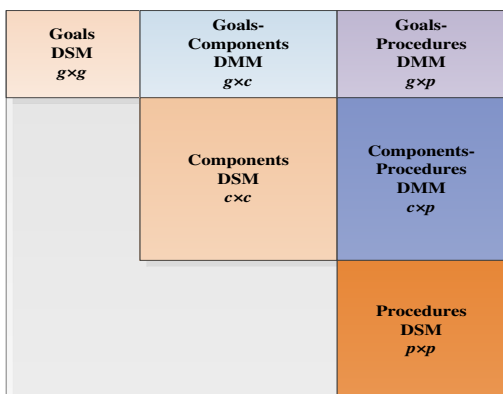 Goals
DSM
g×g
Goals-
Components
DMM
g×c
Goals-
Procedures
DMM
g×p
Components
DSM
c×c
Components-
Procedures
DMM
c×p
Procedures
DSM
p×p